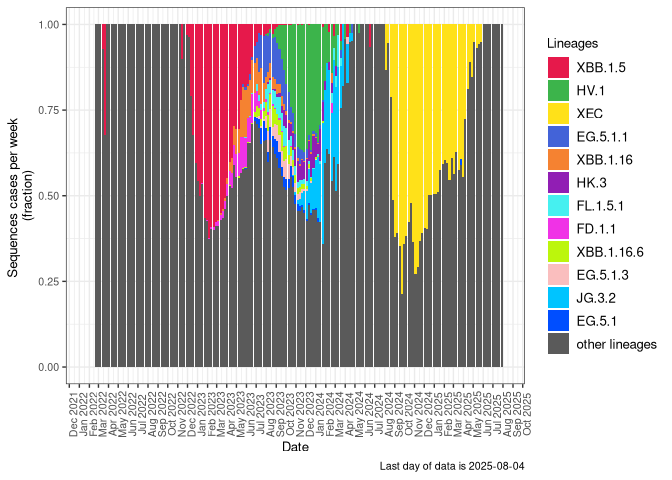 Sequences cases per week
(fraction)
1.00
0.75
0.50
0.25
0.00
Dec 2021
Jan 2022
Feb 2022
Mar 2022
Apr 2022
May 2022
Jun 2022
Jul 2022
Aug 2022
Sep 2022
Oct 2022
Nov 2022
Dec 2022
Jan 2023
Feb 2023
Mar 2023
Apr 2023
May 2023
Jun 2023
Jul 2023
Aug 2023
Sep 2023
Oct 2023
Nov 2023
Dec 2023
Jan 2024
Feb 2024
Mar 2024
Apr 2024
May 2024
Jun 2024
Jul 2024
Aug 2024
Sep 2024
Oct 2024
Nov 2024
Dec 2024
Jan 2025
Feb 2025
Mar 2025
Apr 2025
May 2025
Jun 2025
Jul 2025
Aug 2025
Sep 2025
Oct 2025
Date
Lineages
XBB.1.5
HV.1
XEC
EG.5.1.1
XBB.1.16
HK.3
FL.1.5.1
FD.1.1
XBB.1.16.6
EG.5.1.3
JG.3.2
EG.5.1
other lineages
Last day of data is 2025-08-04